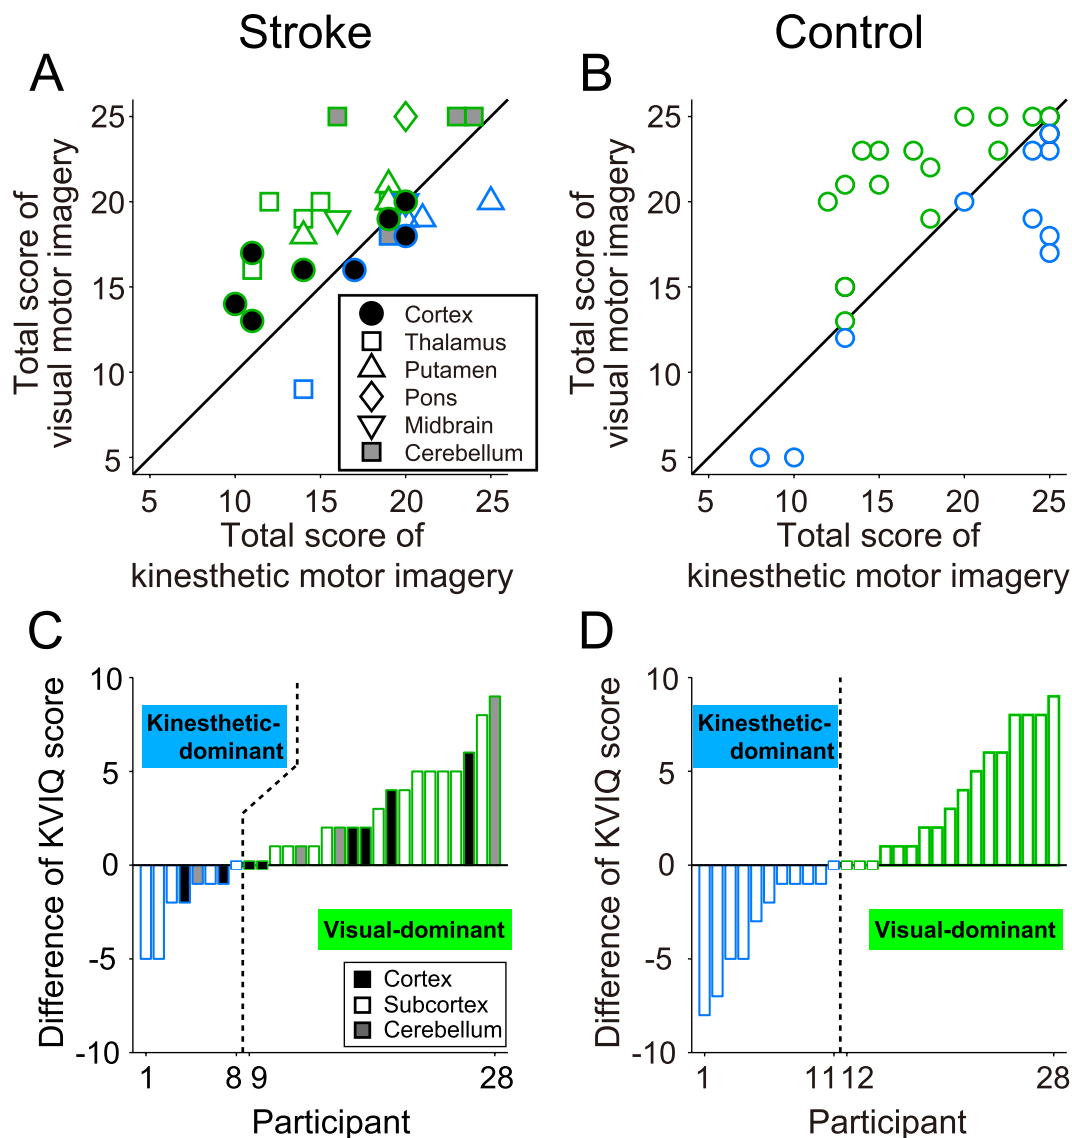 Stroke
Control
A
B
Total score of
visual motor imagery
25
20
15
10
5
Cortex
Thalamus
Putamen
Pons
Midbrain
Cerebellum
5 10 15 20 25
Total score of
kinesthetic motor imagery
Total score of
visual motor imagery
25
20
15
10
5
5 10 15 20 25
Total score of
kinesthetic motor imagery
C
D
Difference of KVIQ score
10
5
0
-5
-10
Kinesthetic-
dominant
Visual-dominant
Cortex
Subcortex
Cerebellum
1 8 9 28
Participant
Difference of KVIQ score
10
5
0
-5
-10
Kinesthetic-
dominant
Visual-dominant
1 11 12 28
Participant